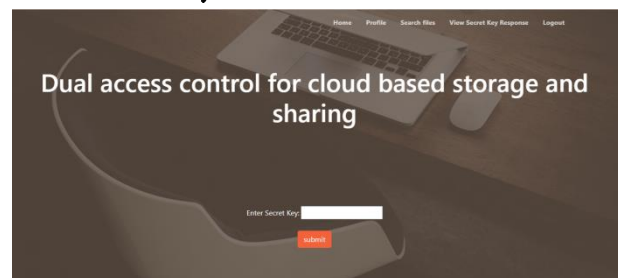 Home Profile Search files View Secret Key Response Logout
Dual access control for cloud based storage and
sharing
Enter Secret Key:
submit